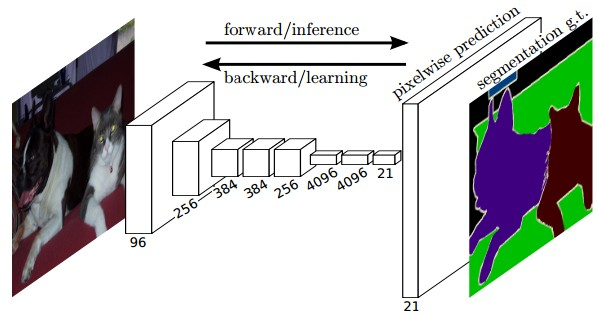 forward/inference
backward/learning
pixelwise prediction
segmentation g.t.
96
256
384
384
256
4096
4096
21
21